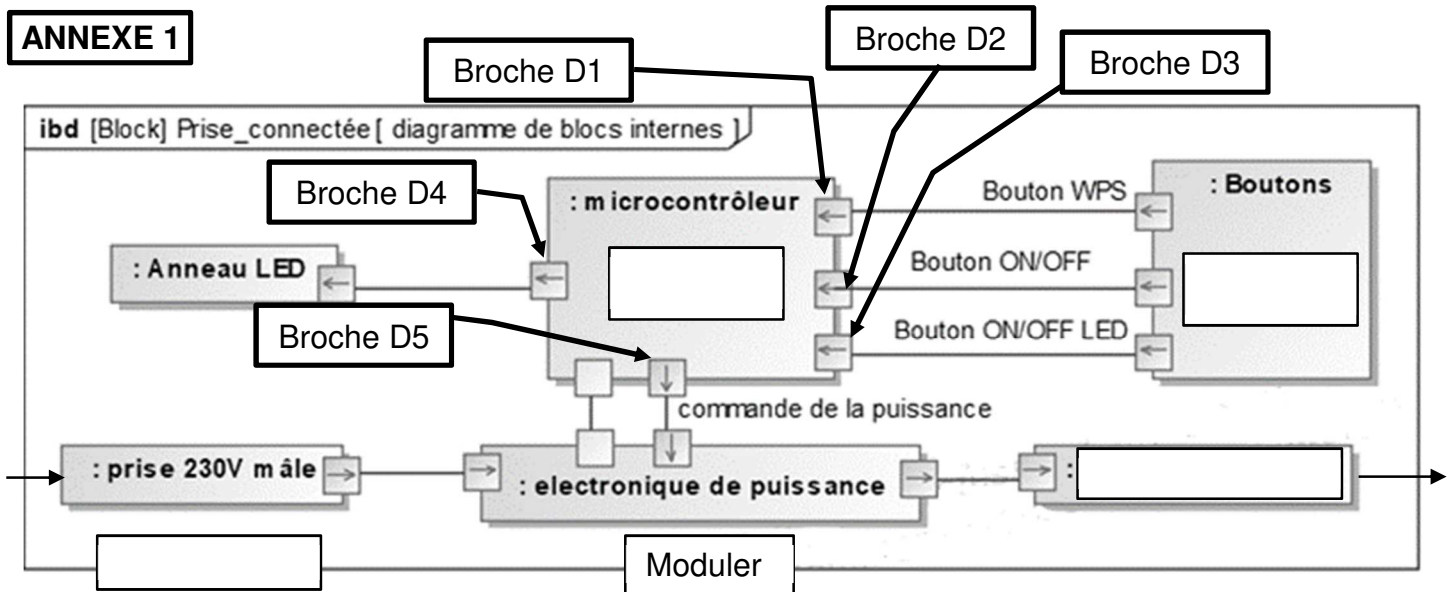 ANNEXE 1
Broche D1
Broche D2
Broche D3
ibd [Block] Prise_connectée [ diagramme de blocs internes ]
Broche D4
: microcontrôleur
Bouton WPS
: Boutons
: Anneau LED
Bouton ON/OFF
Broche D5
Bouton ON/OFF LED
commande de la puissance
: prise 230V mâle
: electronique de puissance
:
Moduler